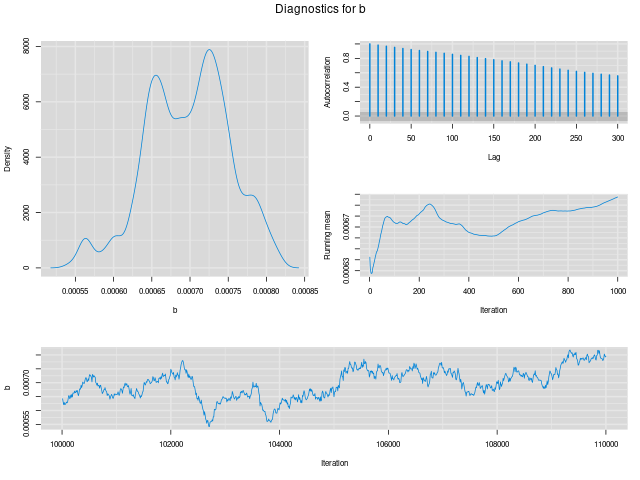 Diagnostics for b
8000
6000
4000
2000
0
Density
0.00055 0.00060 0.00065 0.00070 0.00075 0.00080 0.00085
b
0.8
0.4
0.0
Autocorrelation
0 50 100 150 200 250 300
Lag
0.00067
0.00063
Running mean
0 200 400 600 800 1000
Iteration
0.00070
0.00055
b
100000 102000 104000 106000 108000 110000
Iteration